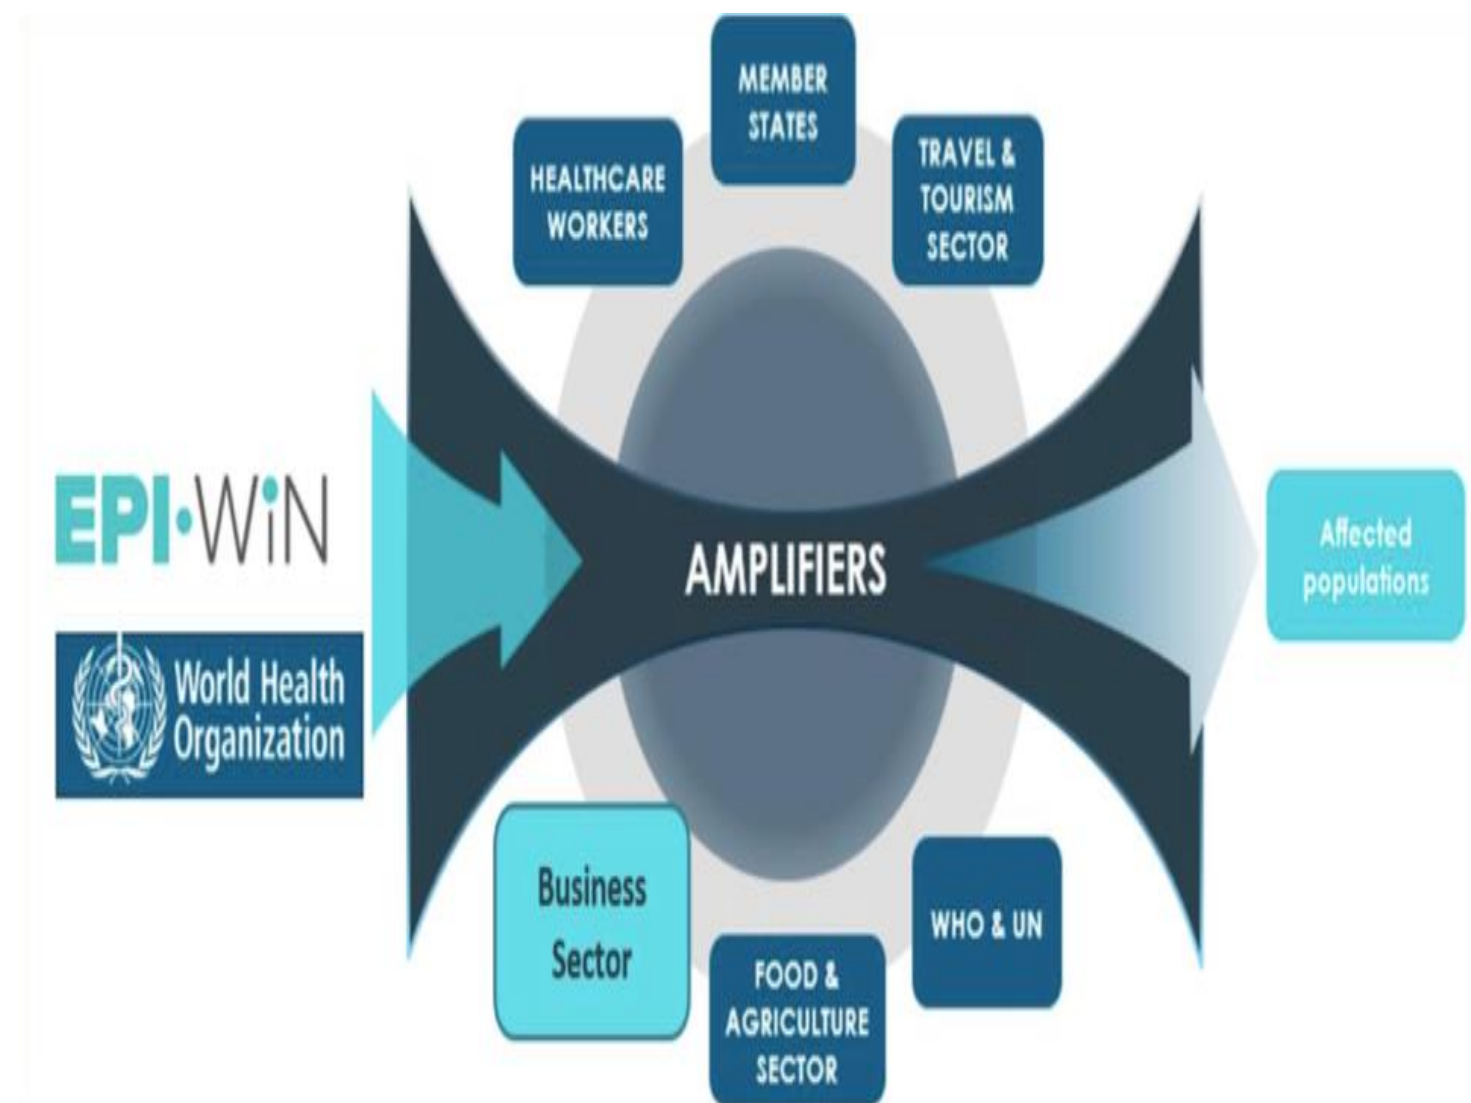 MEMBER
STATES
HEALTHCARE
WORKERS
TRAVEL &
TOURISM
SECTOR
EPI·WiN
World Health
Organization
AMPLIFIERS
Affected
populations
Business
Sector
FOOD &
AGRICULTURE
SECTOR
WHO & UN